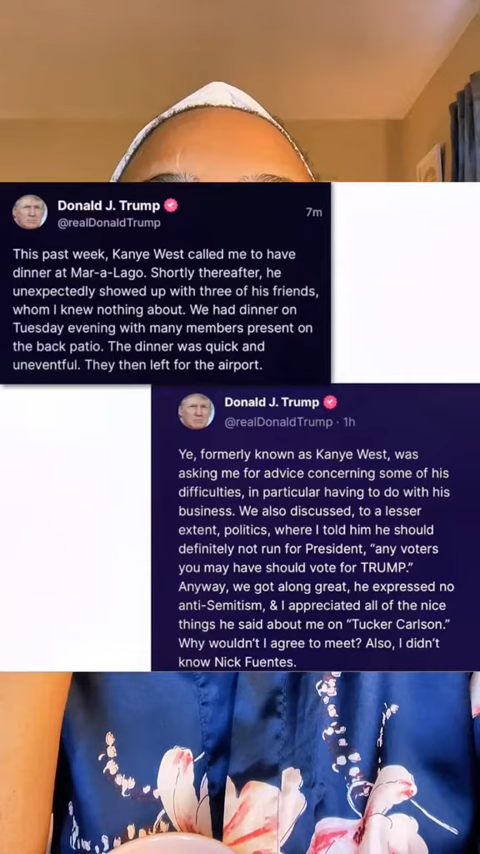 Donald J. Trump
@realDonaldTrump
7m
This past week, Kanye West called me to have
dinner at Mar-a-Lago. Shortly thereafter, he
unexpectedly showed up with three of his friends,
whom I knew nothing about. We had dinner on
Tuesday evening with many members present on
the back patio. The dinner was quick and
uneventful. They then left for the airport.
Donald J. Trump
@realDonaldTrump · 1h
Ye, formerly known as Kanye West, was
asking me for advice concerning some of his
difficulties, in particular having to do with his
business. We also discussed, to a lesser
extent, politics, where I told him he should
definitely not run for President, “any voters
you may have should vote for TRUMP.”
Anyway, we got along great, he expressed no
anti-Semitism, & I appreciated all of the nice
things he said about me on “Tucker Carlson.”
Why wouldn’t I agree to meet? Also, I didn’t
know Nick Fuentes.